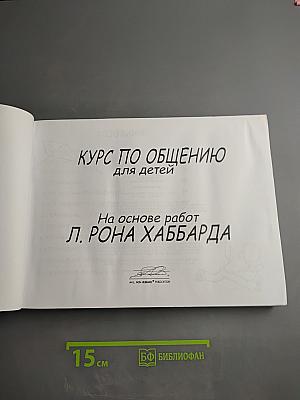 КУРС ПО ОБЩЕНИЮ
для детей
На основе работ
Л. РОНА ХАББАРДА
15 см
БФ БИБЛИОФАН